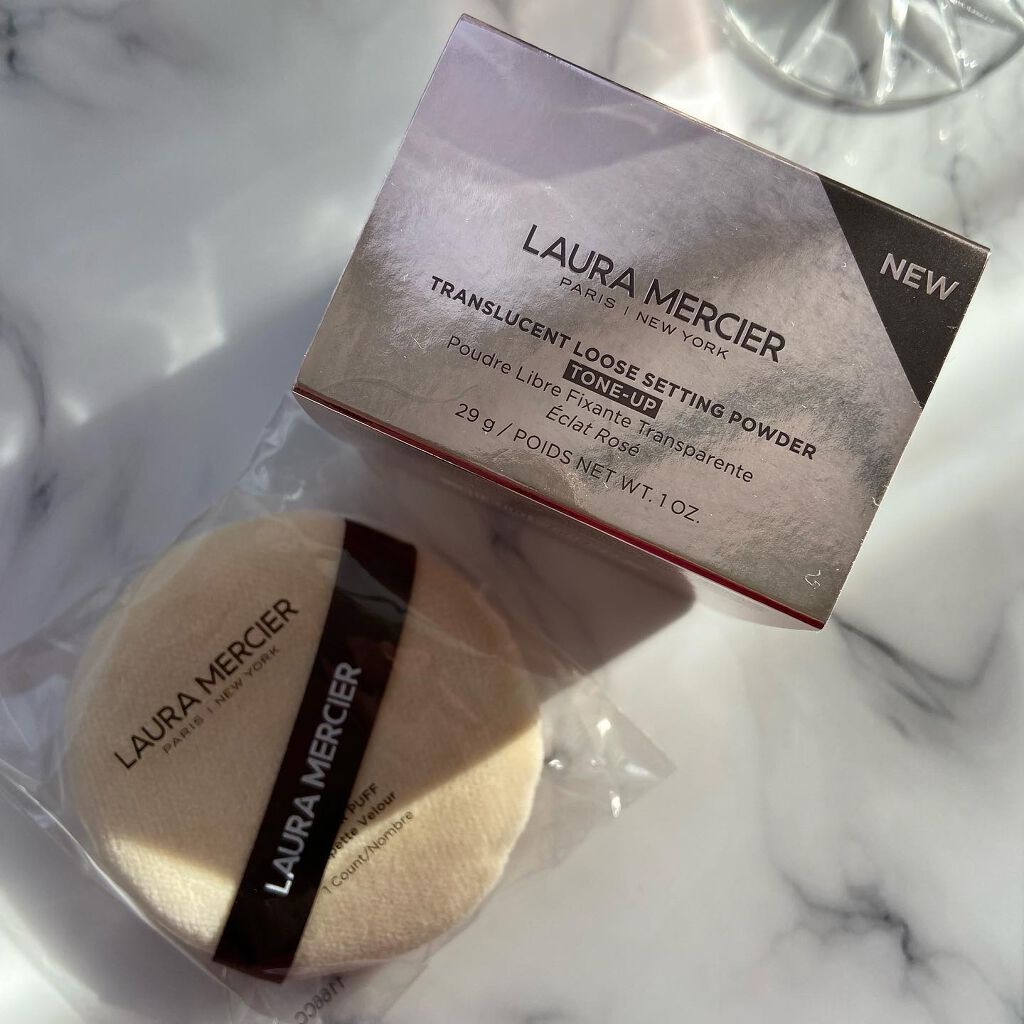 LAURA MERCIER
PARIS | NEW YORK
TRANSLUCENT LOOSE SETTING POWDER
TONE-UP
Poudre Libre Fixante Transparente
Éclat Rosé
29 g / POIDS NET WT. 1 OZ.
NEW
LAURA MERCIER
PARIS | NEW YORK
LAURA MERCIER
PUFF
Velour
1 Count/Nombre